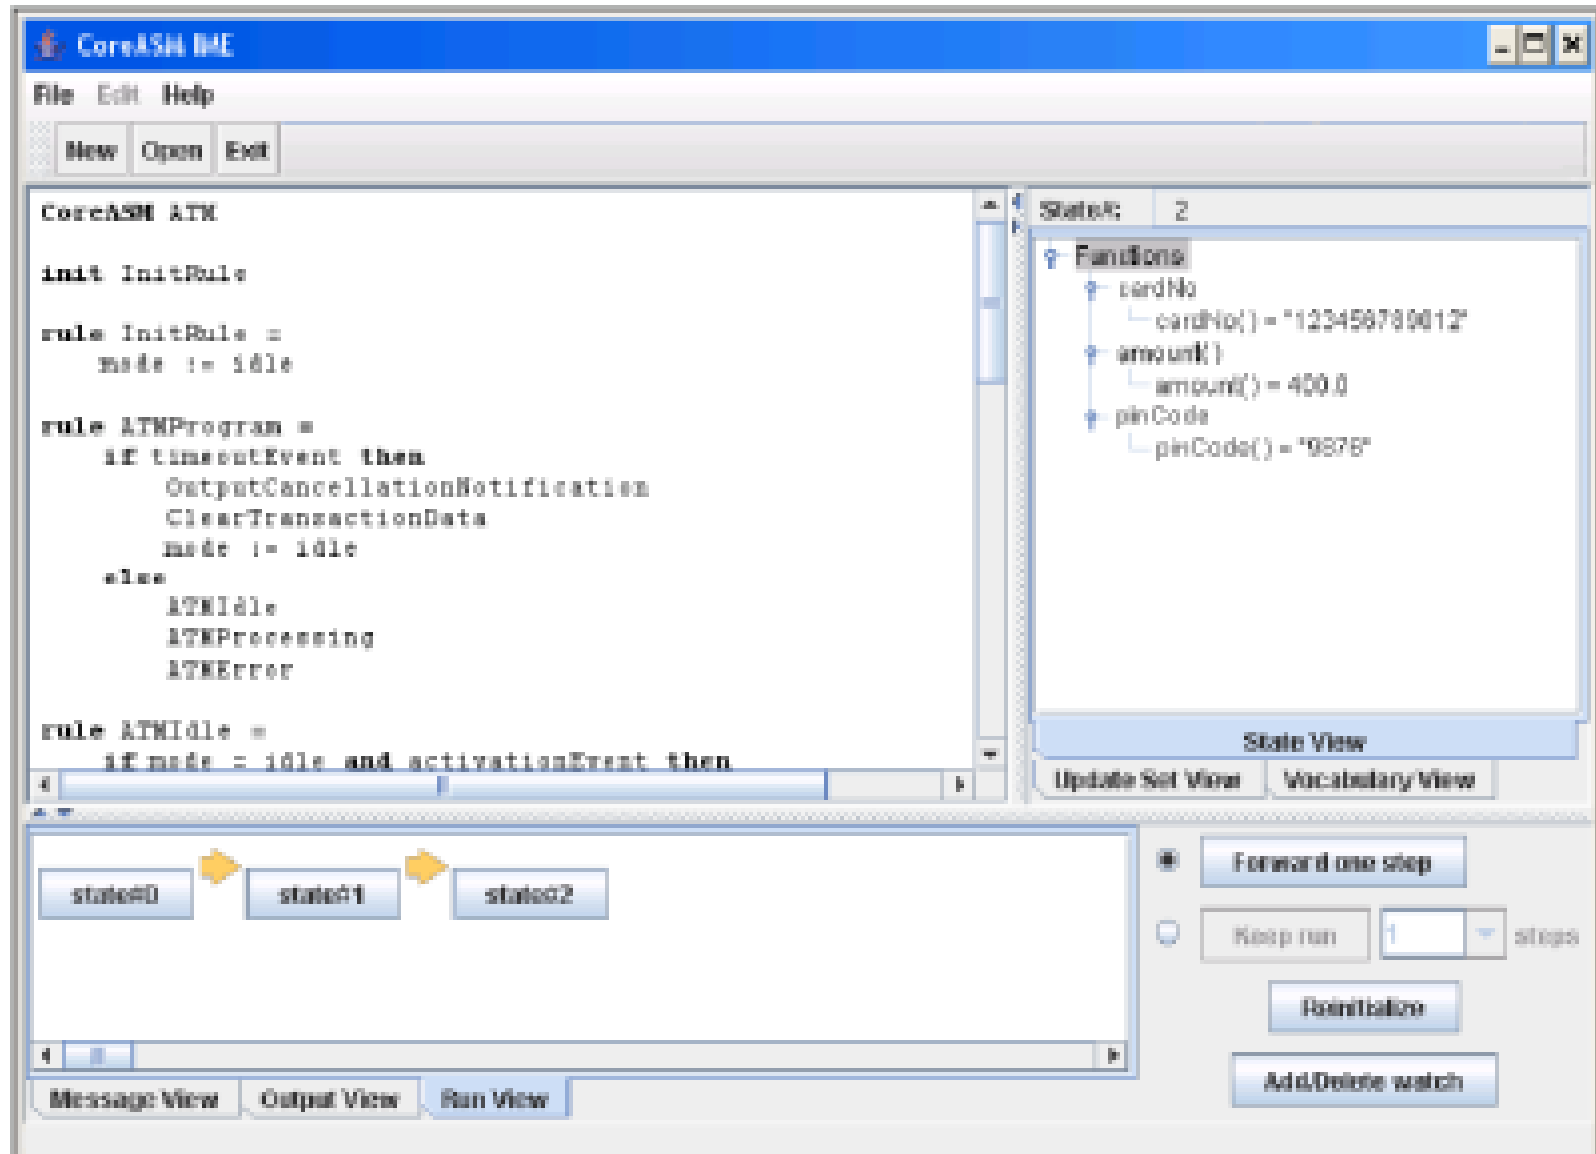 CoreASM IME
File Edit Help
New Open Exit
CoreASM ATM
init InitRule
rule InitRule =
mode := idle
rule ATMProgram =
if timeoutEvent then
OutputCancellationNotification
ClearTransactionData
mode := idle
else
ATMIdle
ATMProcessing
ATMError
rule ATMIdle =
if mode = idle and activationEvent then
State#: 2
Functions
cardNo
cardNo() = "123456789012"
amount()
amount() = 400.0
pinCode
pinCode() = "9876"
State View
Update Set View Vocabulary View
state#0 state#1 state#2
Message View Output View Run View
Forward one step
Keep run 1 steps
Reinitialize
Add/Delete watch